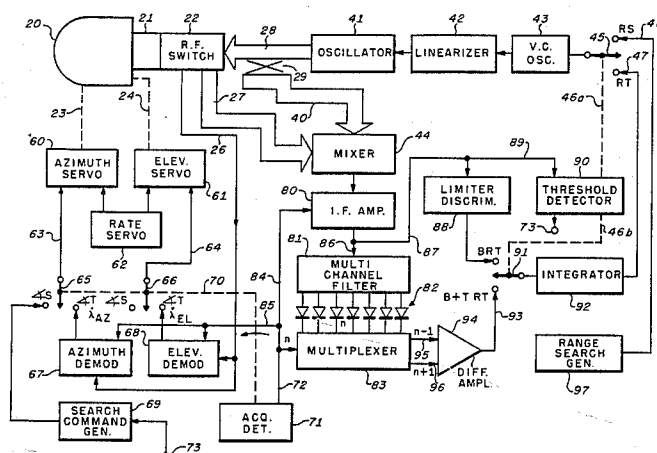 20
21
22
R.F. SWITCH
28
41
OSCILLATOR
42
LINEARIZER
43
V.C. OSC.
45
RS
47
RT
29
27
40
23
24
26
46a
60
AZIMUTH SERVO
ELEV. SERVO
61
MIXER
44
89
90
80
I.F. AMP.
LIMITER DISCRIM.
THRESHOLD DETECTOR
88
73
46b
RATE SERVO
62
63
64
86
87
81
MULTI CHANNEL FILTER
84
BRT
91
INTEGRATOR
92
65
66
70
85
82
B+T RT
93
∢S
∢T
∢S
∢T
λ̇AZ
λ̇EL
n
94
n
MULTIPLEXER
83
n-1
95
n+1
96
DIFF. AMPL.
67
AZIMUTH DEMOD
68
ELEV. DEMOD
72
RANGE SEARCH GEN.
97
SEARCH COMMAND GEN.
69
ACQ. DET.
71
73